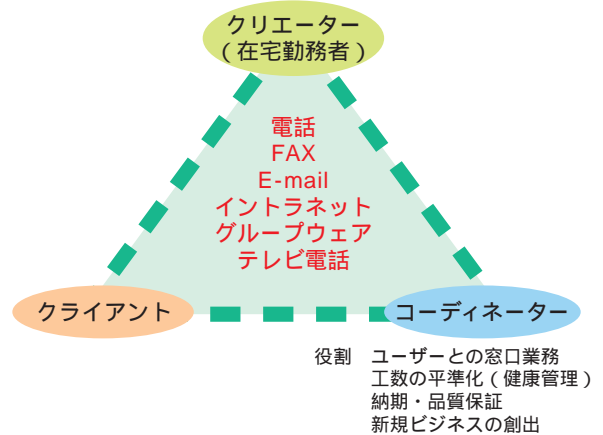 クリエーター
(在宅勤務者)
電話
FAX
E-mail
イントラネット
グループウェア
テレビ電話
クライアント
コーディネーター
役割 ユーザーとの窓口業務
工数の平準化(健康管理)
納期・品質保証
新規ビジネスの創出